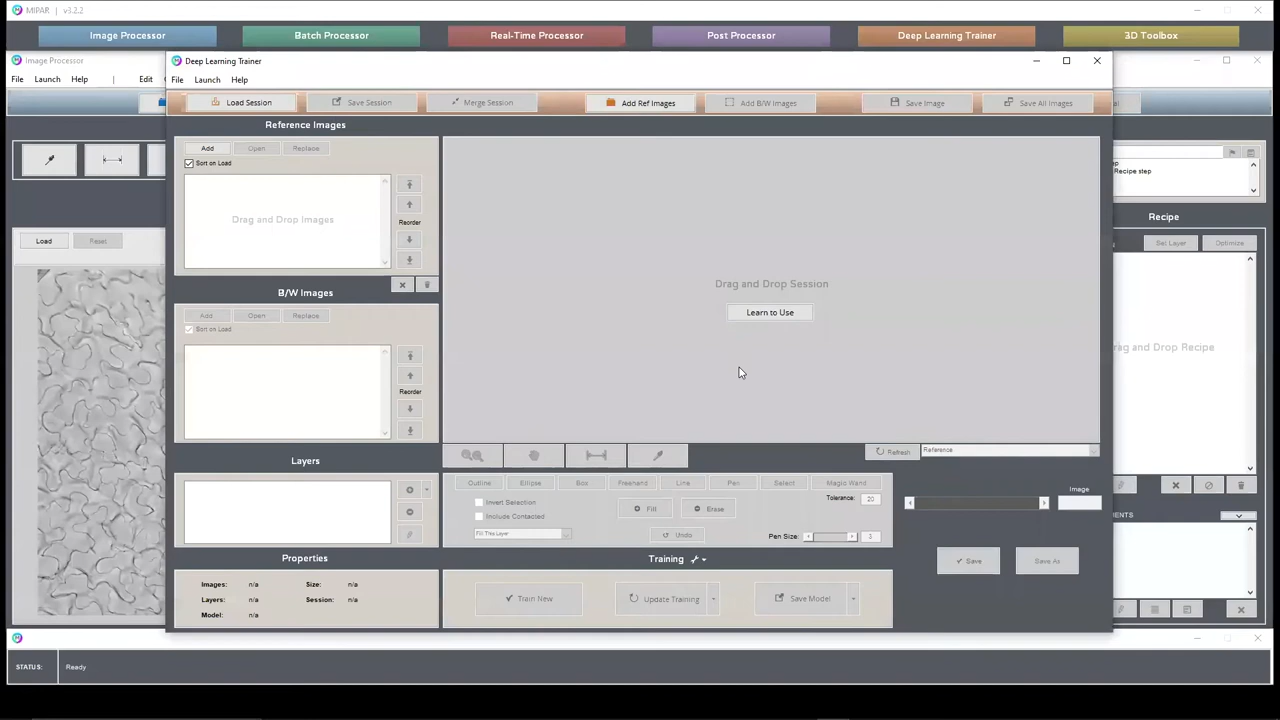 MIPAR | v3.2.2
Image Processor
Batch Processor
Real-Time Processor
Post Processor
Deep Learning Trainer
3D Toolbox
Image Processor
File
Launch
Help
|
Edit
Deep Learning Trainer
File
Launch
Help
Load Session
Save Session
Merge Session
Add Ref Images
Add B/W Images
Save Image
Save All Images
Reference Images
Add
Open
Replace
Sort on Load
Drag and Drop Images
Reorder
B/W Images
Add
Open
Replace
Sort on Load
Reorder
Layers
Properties
Images: n/a
Size: n/a
Layers: n/a
Session: n/a
Model: n/a
Drag and Drop Session
Learn to Use
Refresh
Reference
Outline
Ellipse
Box
Freehand
Line
Pen
Select
Magic Wand
Invert Selection
Include Contacted
Fill This Layer
Fill
Erase
Undo
Tolerance: 20
Pen Size: 3
Image
Save
Save As
Training
Train New
Update Training
Save Model
Load
Reset
Recipe step
Recipe
Set Layer
Optimize
rag and Drop Recipe
MENTS
STATUS:
Ready